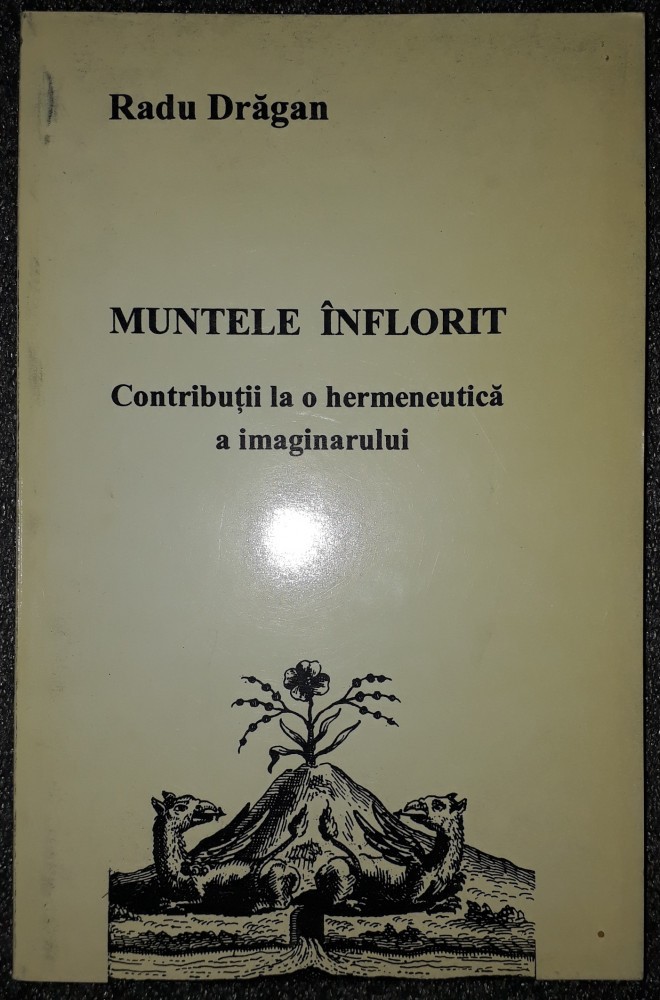 Radu Drăgan
MUNTELE ÎNFLORIT
Contribuții la o hermeneutică
a imaginarului